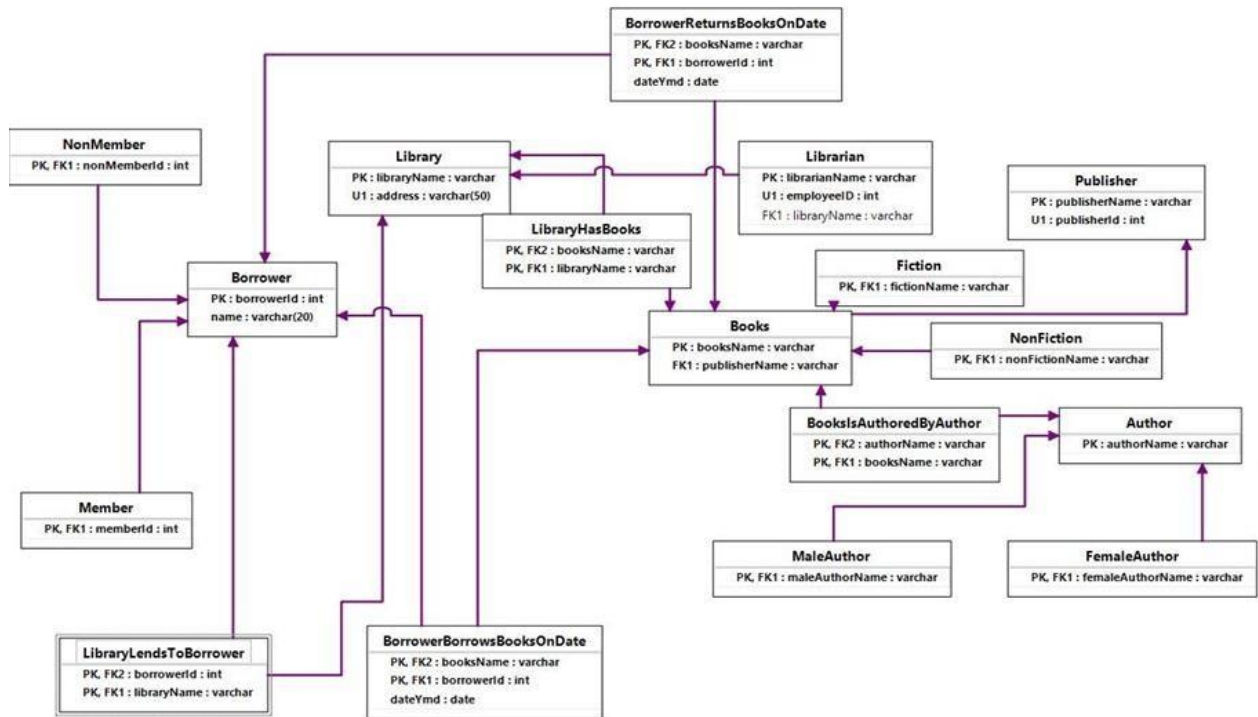 BorrowerReturnsBooksOnDate
PK, FK2 : booksName : varchar
PK, FK1 : borrowerId : int
dateYmd : date
NonMember
PK, FK1 : nonMemberId : int
Library
PK : libraryName : varchar
U1 : address : varchar(50)
Librarian
PK : librarianName : varchar
U1 : employeeID : int
FK1 : libraryName : varchar
Publisher
PK : publisherName : varchar
U1 : publisherId : int
LibraryHasBooks
PK, FK2 : booksName : varchar
PK, FK1 : libraryName : varchar
Borrower
PK : borrowerId : int
name : varchar(20)
Fiction
PK, FK1 : fictionName : varchar
Books
PK : booksName : varchar
FK1 : publisherName : varchar
NonFiction
PK, FK1 : nonFictionName : varchar
BooksIsAuthoredByAuthor
PK, FK2 : authorName : varchar
PK, FK1 : booksName : varchar
Author
PK : authorName : varchar
Member
PK, FK1 : memberId : int
MaleAuthor
PK, FK1 : maleAuthorName : varchar
FemaleAuthor
PK, FK1 : femaleAuthorName : varchar
LibraryLendsToBorrower
PK, FK2 : borrowerId : int
PK, FK1 : libraryName : varchar
BorrowerBorrowsBooksOnDate
PK, FK2 : booksName : varchar
PK, FK1 : borrowerId : int
dateYmd : date